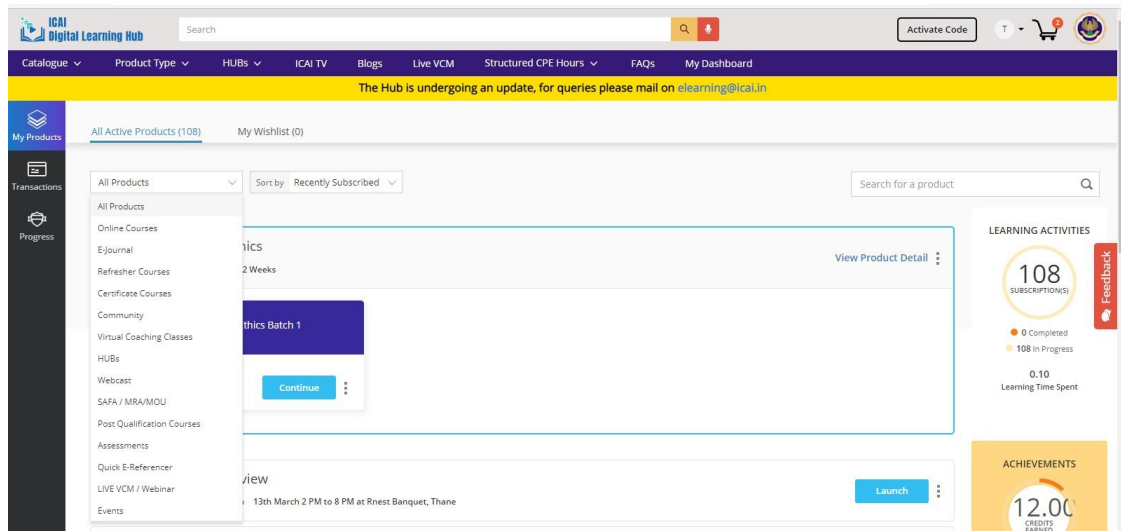 ICAI
Digital Learning Hub
Search
Activate Code
T
2
Catalogue
Product Type
HUBs
ICAI TV
Blogs
Live VCM
Structured CPE Hours
FAQs
My Dashboard
The Hub is undergoing an update, for queries please mail on elearning@icai.in
My Products
Transactions
Progress
All Active Products (108)
My Wishlist (0)
All Products
Sort by Recently Subscribed
Search for a product
All Products
Online Courses
E-Journal
Refresher Courses
Certificate Courses
Community
Virtual Coaching Classes
HUBs
Webcast
SAFA / MRA/MOU
Post Qualification Courses
Assessments
Quick E-Referencer
LIVE VCM / Webinar
Events
hics
2 Weeks
View Product Detail
thics Batch 1
Continue
view
13th March 2 PM to 8 PM at Rnest Banquet, Thane
Launch
LEARNING ACTIVITIES
108
SUBSCRIPTION(S)
0 Completed
108 In Progress
0.10
Learning Time Spent
Feedback
ACHIEVEMENTS
12.00
CREDITS
EARNED